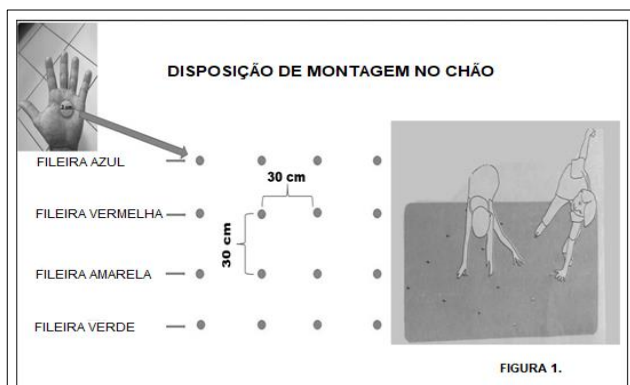 DISPOSIÇÃO DE MONTAGEM NO CHÃO
FILEIRA AZUL
30 cm
FILEIRA VERMELHA
30 cm
FILEIRA AMARELA
FILEIRA VERDE
FIGURA 1.